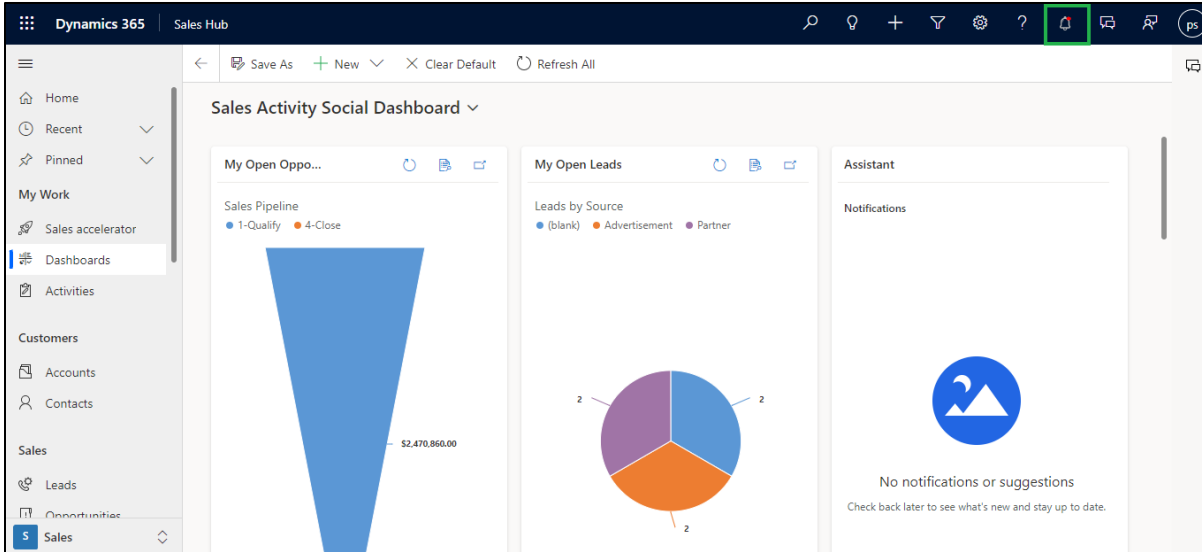 Dynamics 365 Sales Hub ? ps
Save As New Clear Default Refresh All
Home
Recent
Pinned
My Work
Sales accelerator
Dashboards
Activities
Customers
Accounts
Contacts
Sales
Leads
Opportunities
S Sales
Sales Activity Social Dashboard
My Open Oppo...
Sales Pipeline
1-Qualify 4-Close
$2,470,860.00
My Open Leads
Leads by Source
(blank) Advertisement Partner
2
2
2
Assistant
Notifications
No notifications or suggestions
Check back later to see what's new and stay up to date.